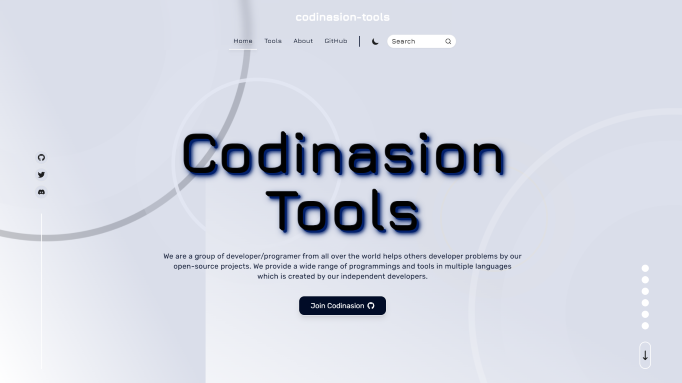 codinasion-tools
Home Tools About GitHub Search
Codinasion
Tools
We are a group of developer/programer from all over the world helps others developer problems by our
open-source projects. We provide a wide range of programmings and tools in multiple languages
which is created by our independent developers.
Join Codinasion